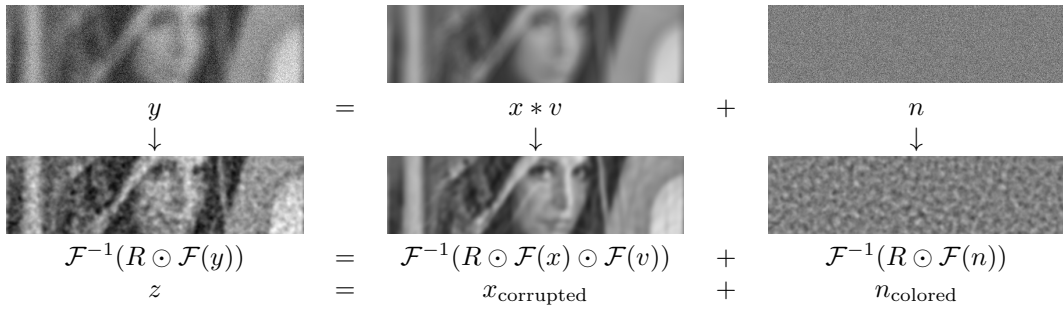 y = x ∗ v + n
↓ ↓ ↓
ℱ⁻¹(R ⊙ ℱ(y)) = ℱ⁻¹(R ⊙ ℱ(x) ⊙ ℱ(v)) + ℱ⁻¹(R ⊙ ℱ(n))
z = x_corrupted + n_colored